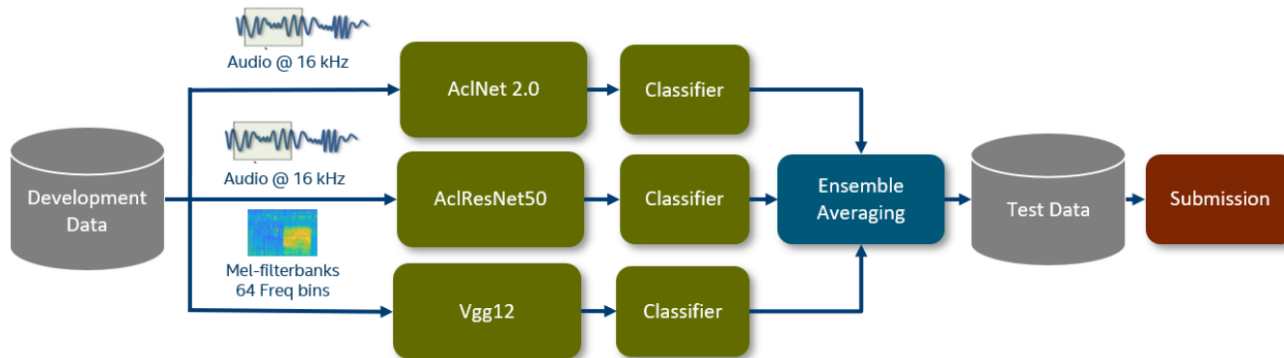 Audio @ 16 kHz
AclNet 2.0
Classifier
Audio @ 16 kHz
Development
Data
AclResNet50
Classifier
Ensemble
Averaging
Test Data
Submission
Mel-filterbanks
64 Freq bins
Vgg12
Classifier